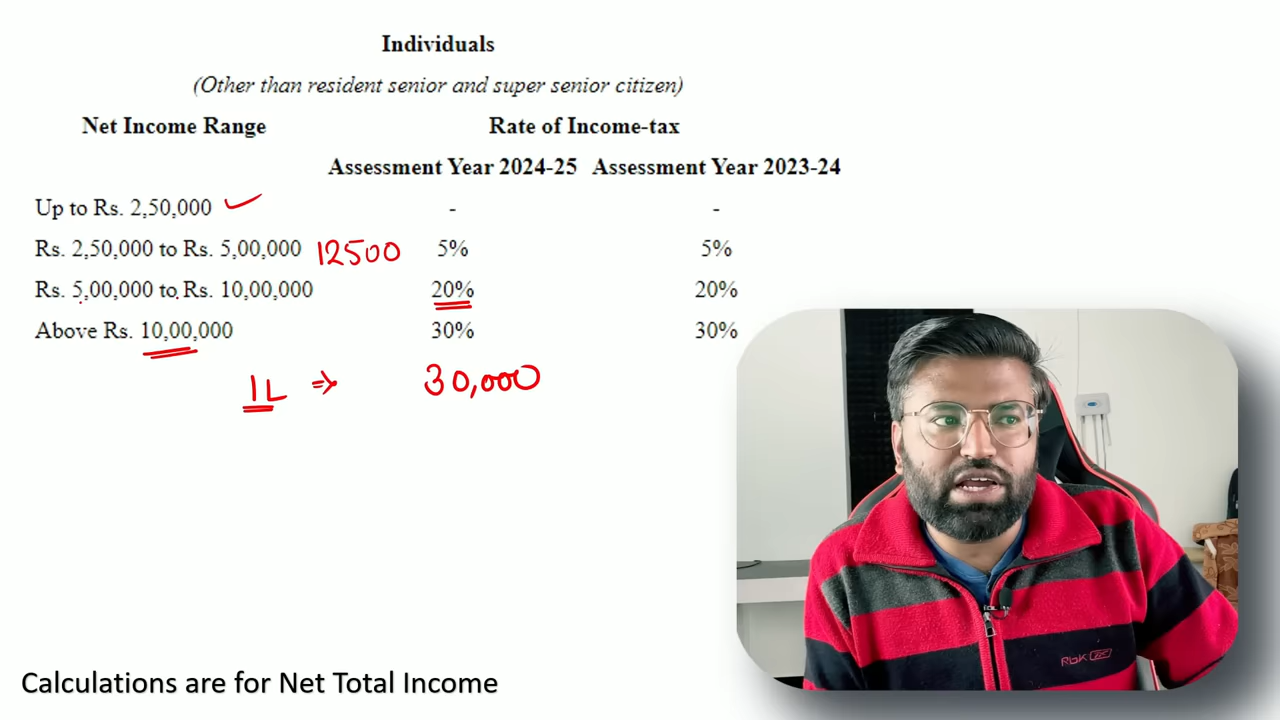 Individuals
(Other than resident senior and super senior citizen)
Net Income Range Rate of Income-tax
Assessment Year 2024-25 Assessment Year 2023-24
Up to Rs. 2,50,000 - -
Rs. 2,50,000 to Rs. 5,00,000 12500 5% 5%
Rs. 5,00,000 to Rs. 10,00,000 20% 20%
Above Rs. 10,00,000 30% 30%
1L ⇒ 30,000
RBK
Calculations are for Net Total Income